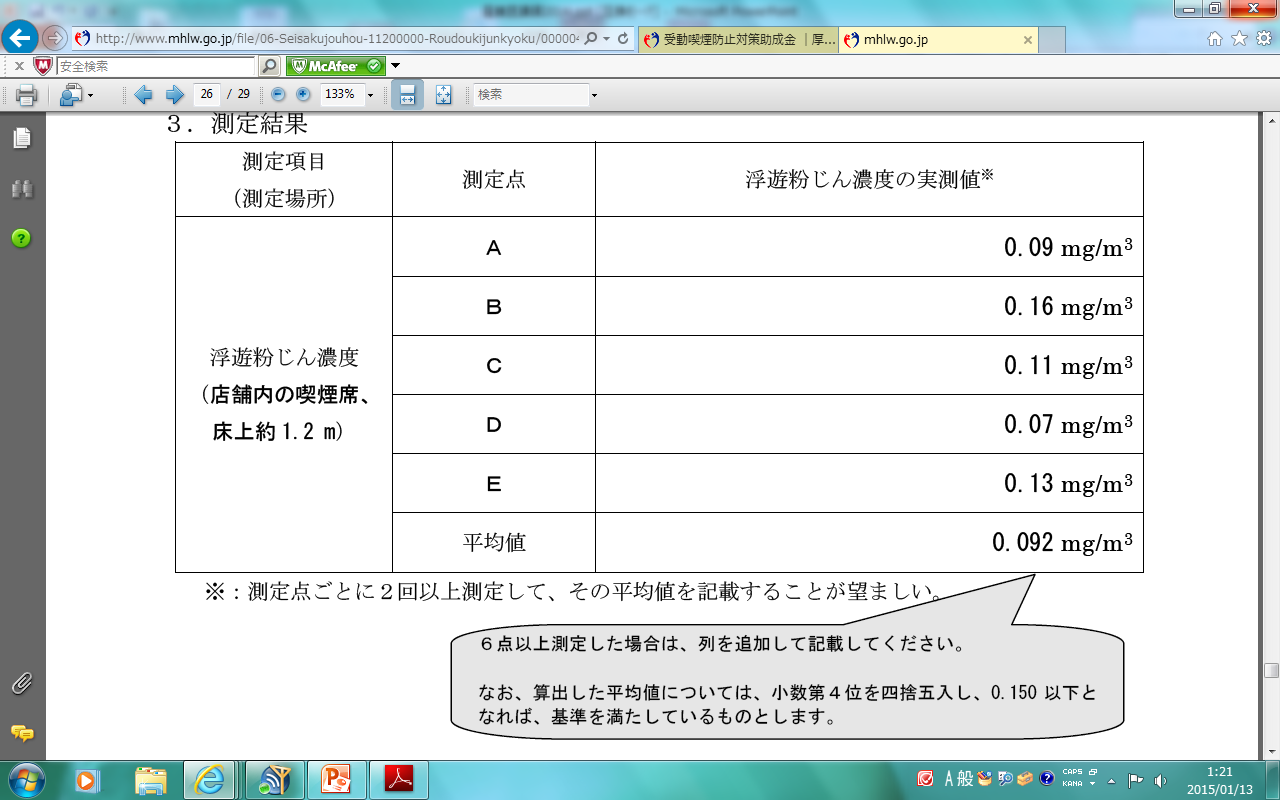 http://www.mhlw.go.jp/file/06-Seisakujouhou-11200000-Roudoukijunkyoku/00000
受動喫煙防止対策助成金 ｜厚...
mhlw.go.jp
安全検索
McAfee
26 / 29
133%
検索
３．測定結果
測定項目
（測定場所）
測定点
浮遊粉じん濃度の実測値※
浮遊粉じん濃度
（店舗内の喫煙席、
床上約 1.2 m）
A
0.09 mg/m³
B
0.16 mg/m³
C
0.11 mg/m³
D
0.07 mg/m³
E
0.13 mg/m³
平均値
0.092 mg/m³
※：測定点ごとに２回以上測定して、その平均値を記載することが望ましい。
６点以上測定した場合は、列を追加して記載してください。
なお、算出した平均値については、小数第４位を四捨五入し、0.150 以下と
なれば、基準を満たしているものとします。
A 般
CAPS
KANA
1:21
2015/01/13